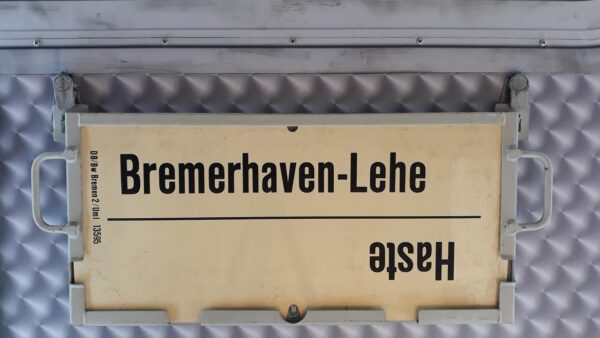 Bremerhaven-Lehe
Haste
DB/Bw Bremen 2/Uml 13595